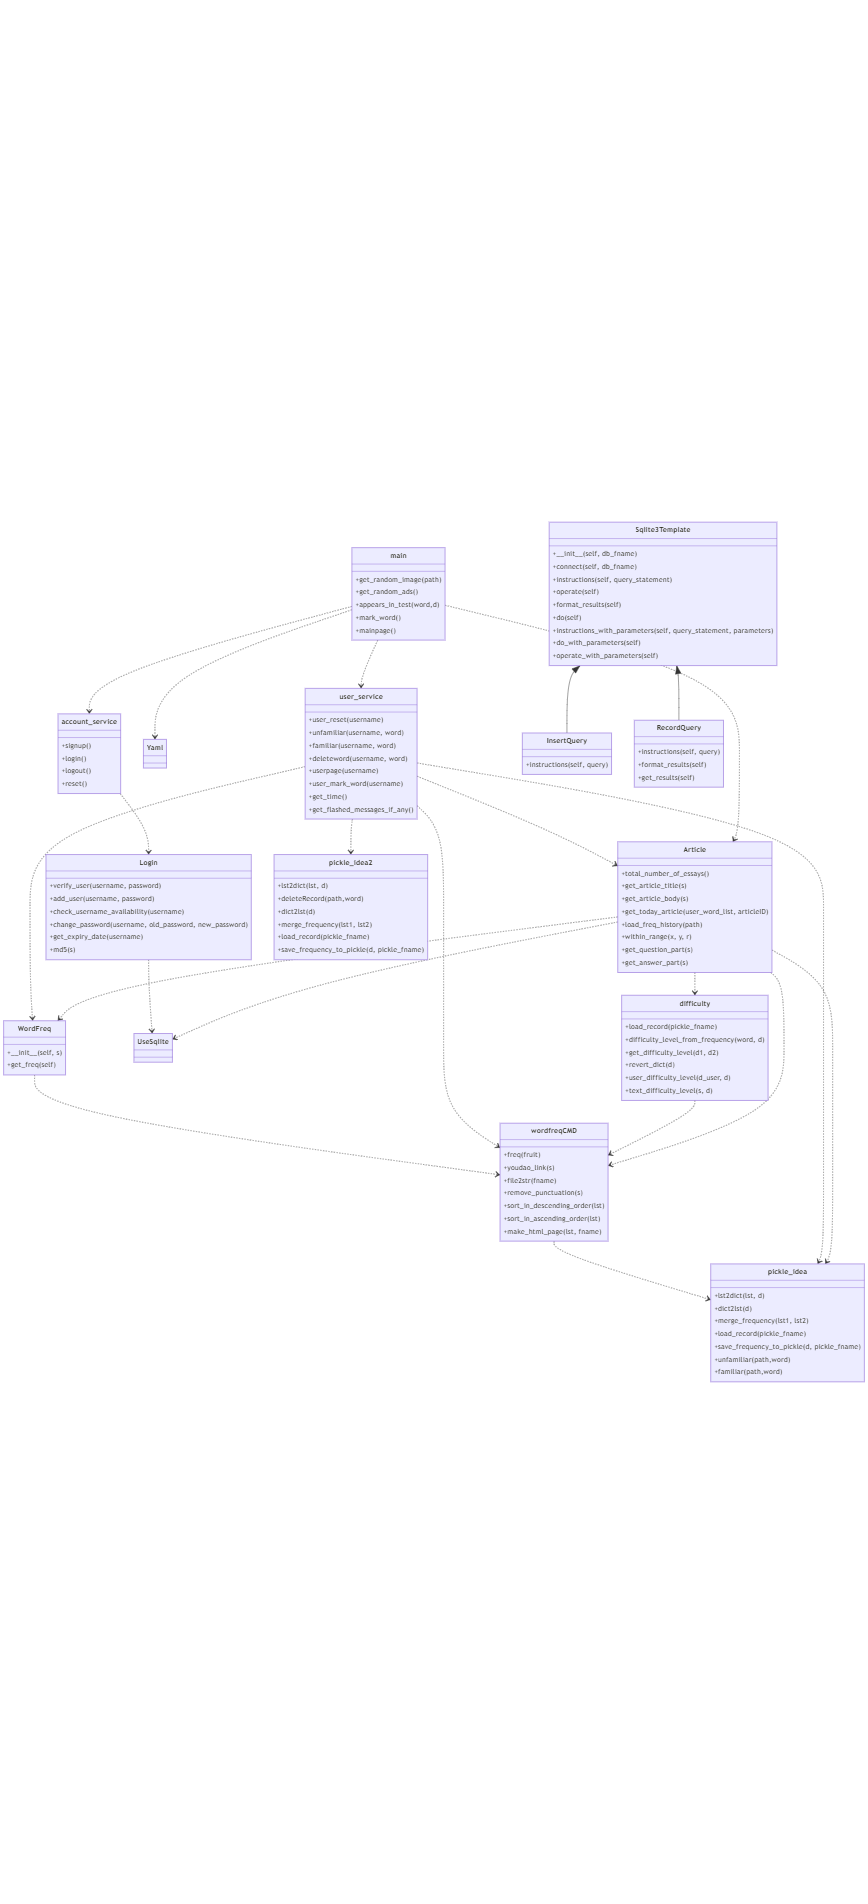 Sqlite3Template
+__init__(self, db_fname)
+connect(self, db_fname)
+instructions(self, query_statement)
+operate(self)
+format_results(self)
+do(self)
+instructions_with_parameters(self, query_statement, parameters)
+do_with_parameters(self)
+operate_with_parameters(self)
main
+get_random_image(path)
+get_random_ads()
+appears_in_test(word,d)
+mark_word()
+mainpage()
user_service
+user_reset(username)
+unfamiliar(username, word)
+familiar(username, word)
+deleteword(username, word)
+userpage(username)
+user_mark_word(username)
+get_time()
+get_flashed_messages_if_any()
account_service
+signup()
+login()
+logout()
+reset()
Yaml
InsertQuery
+instructions(self, query)
RecordQuery
+instructions(self, query)
+format_results(self)
+get_results(self)
Login
+verify_user(username, password)
+add_user(username, password)
+check_username_availability(username)
+change_password(username, old_password, new_password)
+get_expiry_date(username)
+md5(s)
pickle_idea2
+lst2dict(lst, d)
+deleteRecord(path,word)
+dict2lst(d)
+merge_frequency(lst1, lst2)
+load_record(pickle_fname)
+save_frequency_to_pickle(d, pickle_fname)
Article
+total_number_of_essays()
+get_article_title(s)
+get_article_body(s)
+get_today_article(user_word_list, articleID)
+load_freq_history(path)
+within_range(x, y, r)
+get_question_part(s)
+get_answer_part(s)
WordFreq
+__init__(self, s)
+get_freq(self)
UseSqlite
difficulty
+load_record(pickle_fname)
+difficulty_level_from_frequency(word, d)
+get_difficulty_level(d1, d2)
+revert_dict(d)
+user_difficulty_level(d_user, d)
+text_difficulty_level(s, d)
wordfreqCMD
+freq(fruit)
+youdao_link(s)
+file2str(fname)
+remove_punctuation(s)
+sort_in_descending_order(lst)
+sort_in_ascending_order(lst)
+make_html_page(lst, fname)
pickle_idea
+lst2dict(lst, d)
+dict2lst(d)
+merge_frequency(lst1, lst2)
+load_record(pickle_fname)
+save_frequency_to_pickle(d, pickle_fname)
+unfamiliar(path,word)
+familiar(path,word)